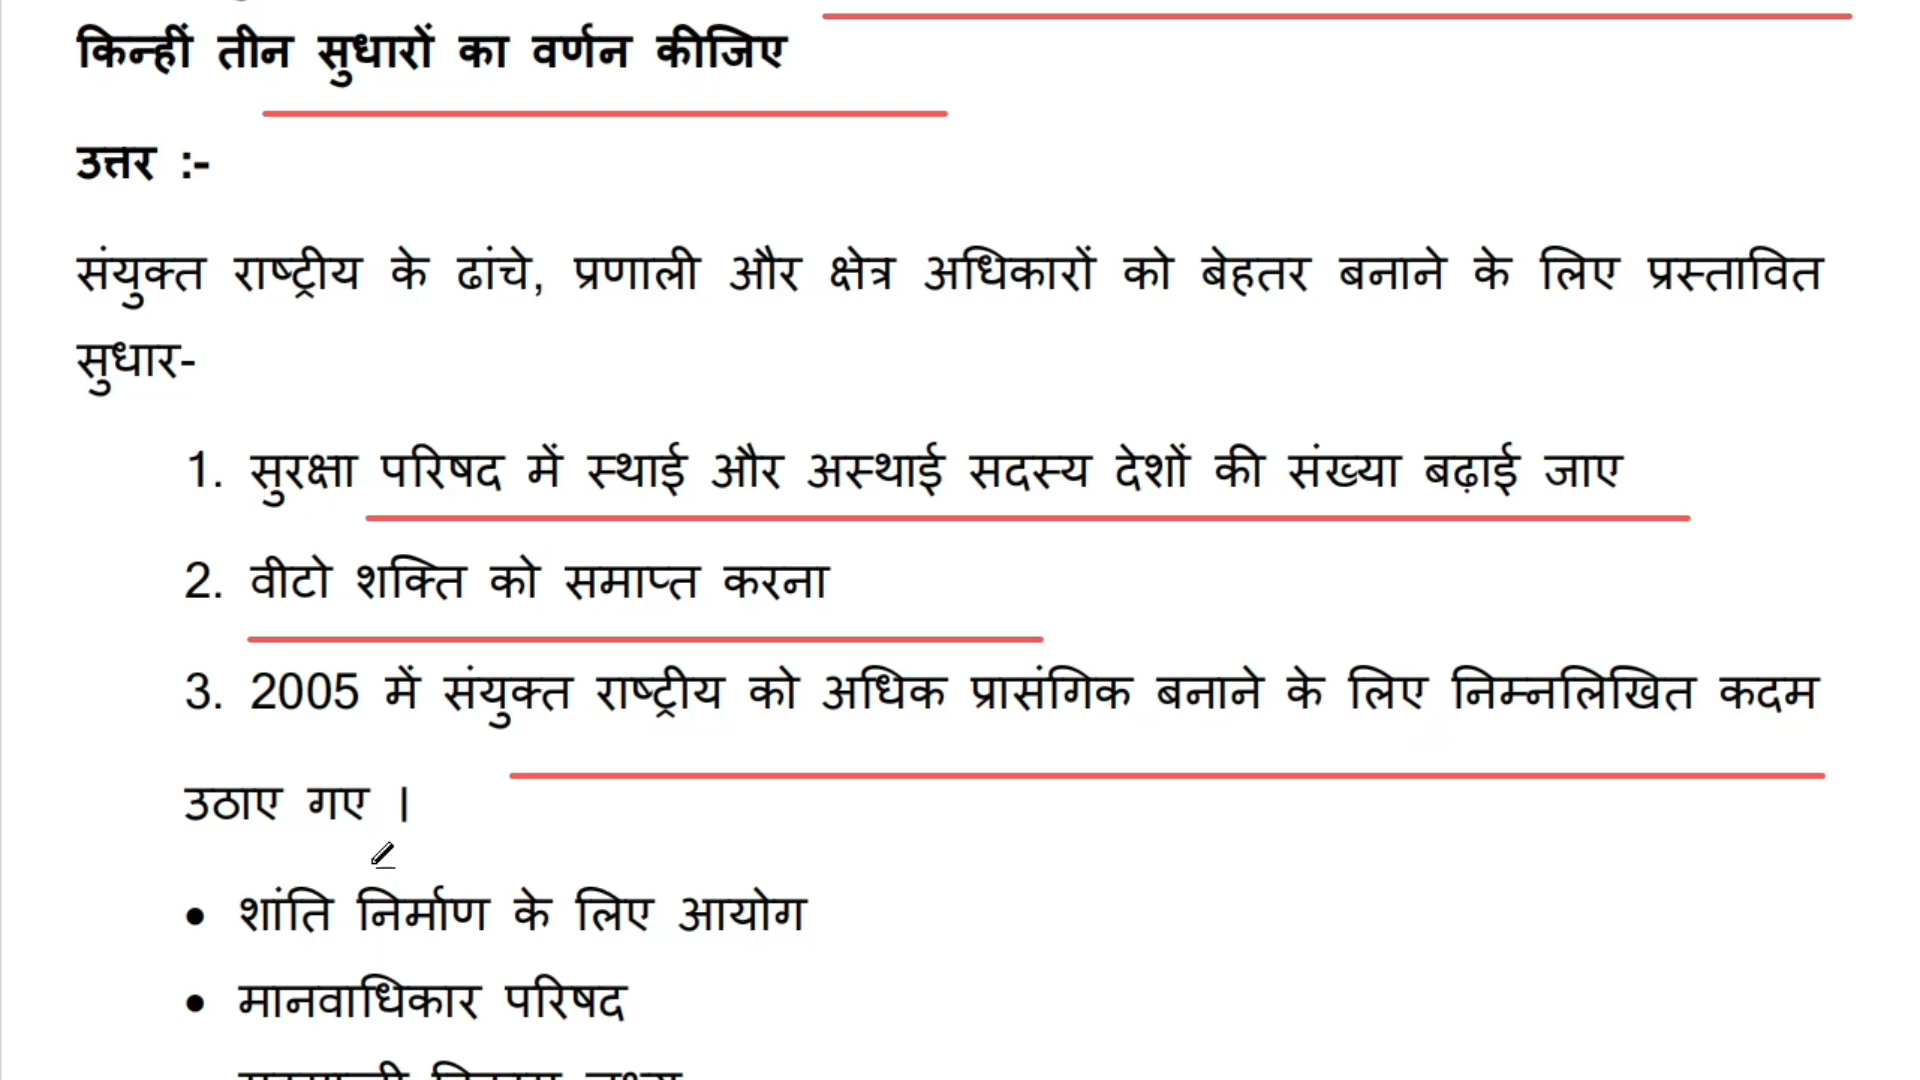 किन्हीं तीन सुधारों का वर्णन कीजिए
उत्तर :-
संयुक्त राष्ट्रीय के ढांचे, प्रणाली और क्षेत्र अधिकारों को बेहतर बनाने के लिए प्रस्तावित
सुधार-
1. सुरक्षा परिषद में स्थाई और अस्थाई सदस्य देशों की संख्या बढ़ाई जाए
2. वीटो शक्ति को समाप्त करना
3. 2005 में संयुक्त राष्ट्रीय को अधिक प्रासंगिक बनाने के लिए निम्नलिखित कदम
उठाए गए ।
• शांति निर्माण के लिए आयोग
• मानवाधिकार परिषद